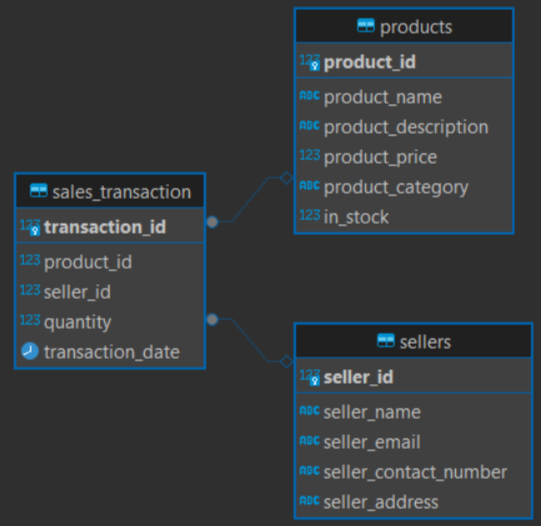 products
123 product_id
ABC product_name
ABC product_description
123 product_price
ABC product_category
123 in_stock
sales_transaction
123 transaction_id
123 product_id
123 seller_id
123 quantity
transaction_date
sellers
123 seller_id
ABC seller_name
ABC seller_email
ABC seller_contact_number
ABC seller_address